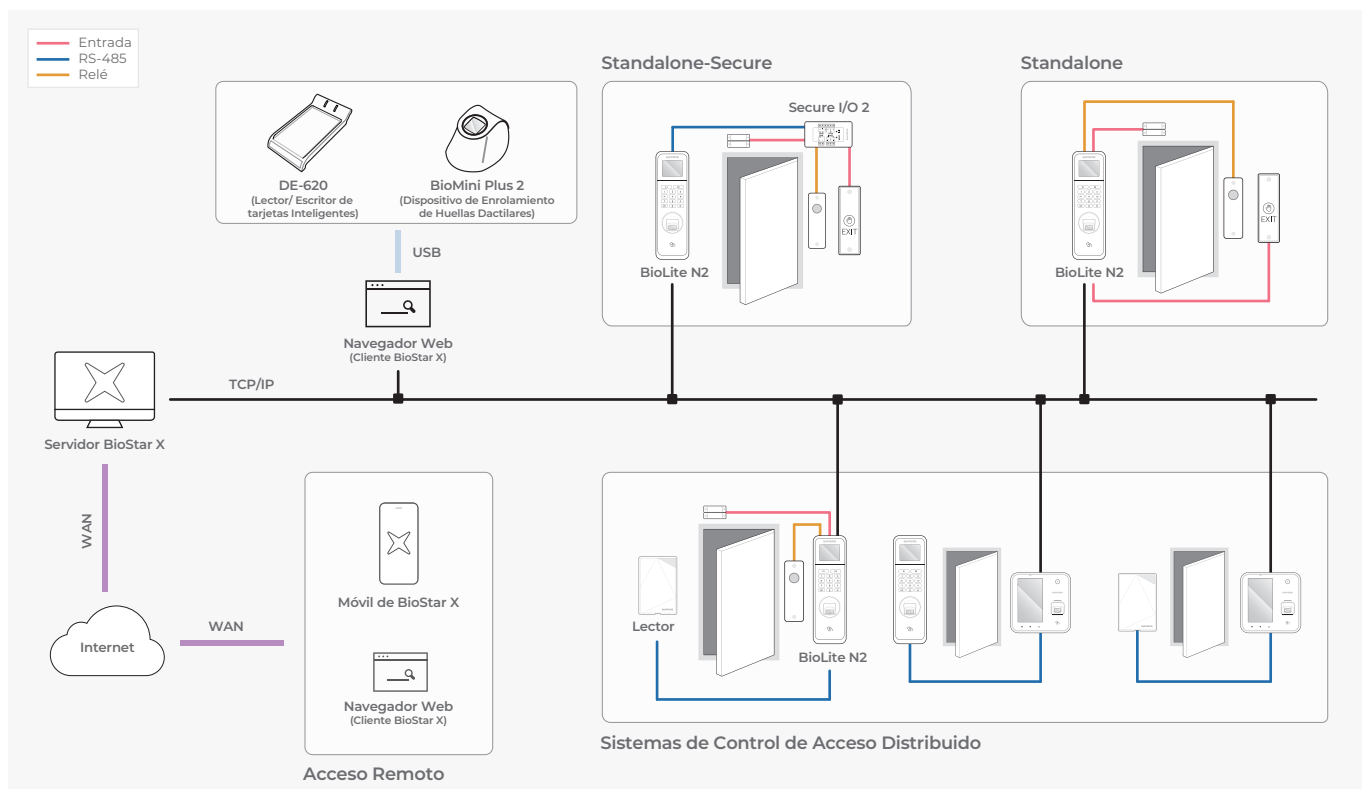 Entrada
RS-485
Relé
Standalone-Secure
Standalone
Secure I/O 2
DE-620
(Lector/ Escritor de
tarjetas Inteligentes)
BioMini Plus 2
(Dispositivo de Enrolamiento
de Huellas Dactilares)
EXIT
EXIT
BioLite N2
BioLite N2
USB
Navegador Web
(Cliente BioStar X)
TCP/IP
Servidor BioStar X
WAN
Internet
WAN
Móvil de BioStar X
Navegador Web
(Cliente BioStar X)
Acceso Remoto
Lector
BioLite N2
Sistemas de Control de Acceso Distribuido